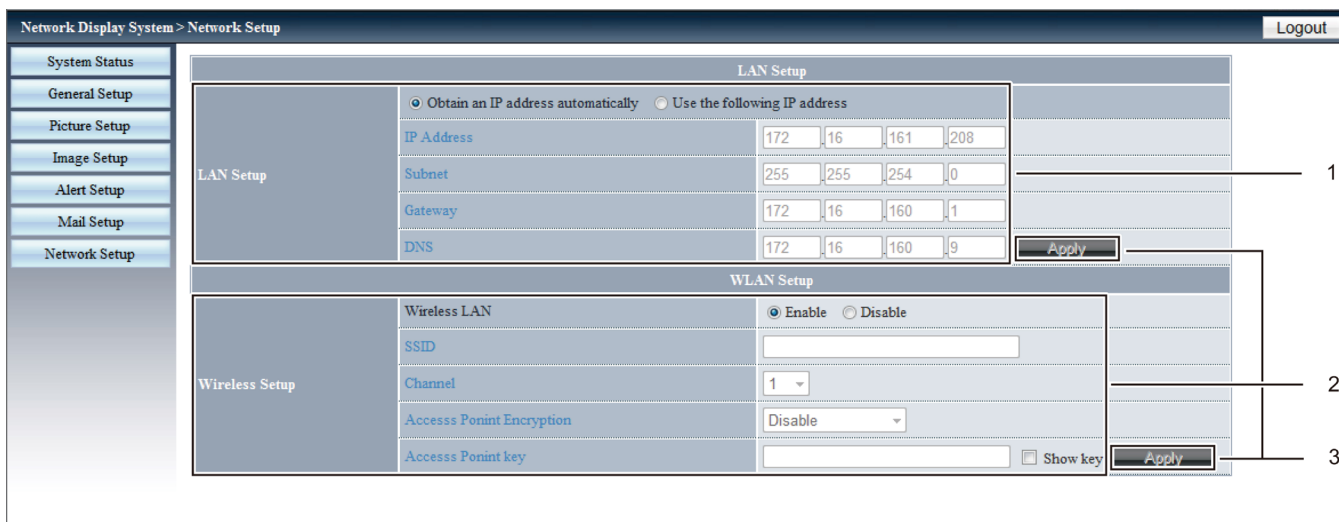 Network Display System > Network Setup
Logout
System Status
General Setup
Picture Setup
Image Setup
Alert Setup
Mail Setup
Network Setup
LAN Setup
LAN Setup
Obtain an IP address automatically Use the following IP address
IP Address 172 .16 .161 .208
Subnet 255 .255 .254 .0
Gateway 172 .16 .160 .1
DNS 172 .16 .160 .9 Apply
1
WLAN Setup
Wireless Setup
Wireless LAN Enable Disable
SSID
Channel 1
Accesss Ponint Encryption Disable
Accesss Ponint key Show key Apply
2
3